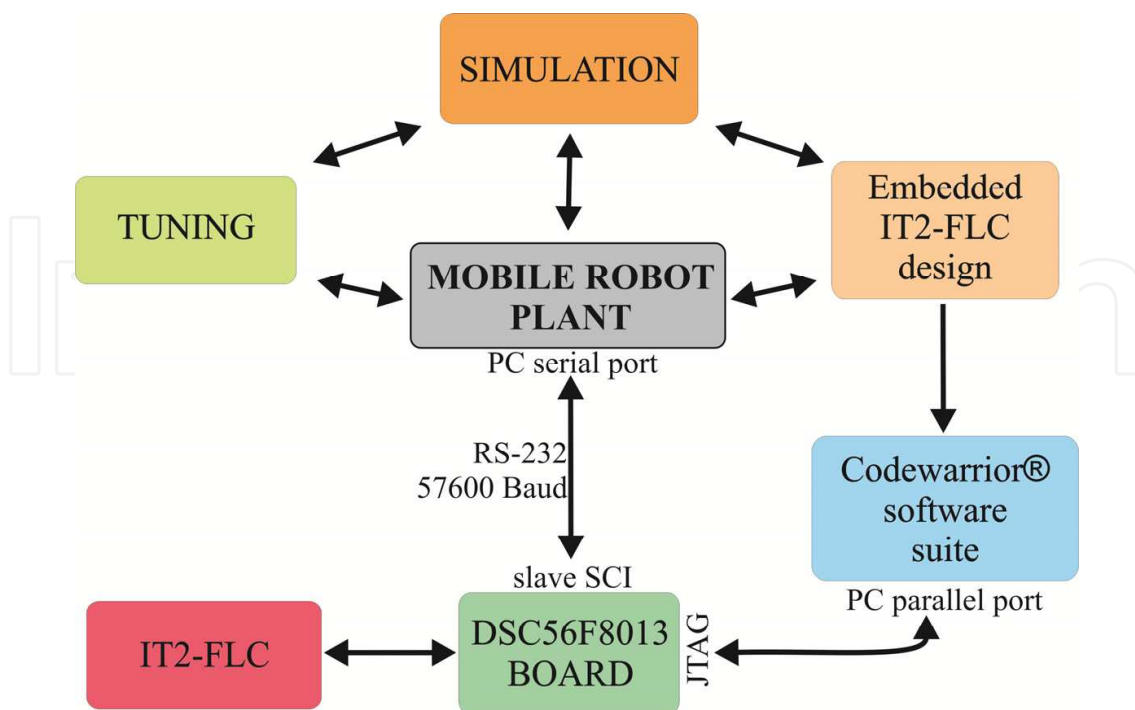 SIMULATION
TUNING
Embedded
IT2-FLC
design
MOBILE ROBOT
PLANT
PC serial port
RS-232
57600 Baud
Codewarrior®
software
suite
PC parallel port
slave SCI
DSC56F8013
BOARD
JTAG
IT2-FLC